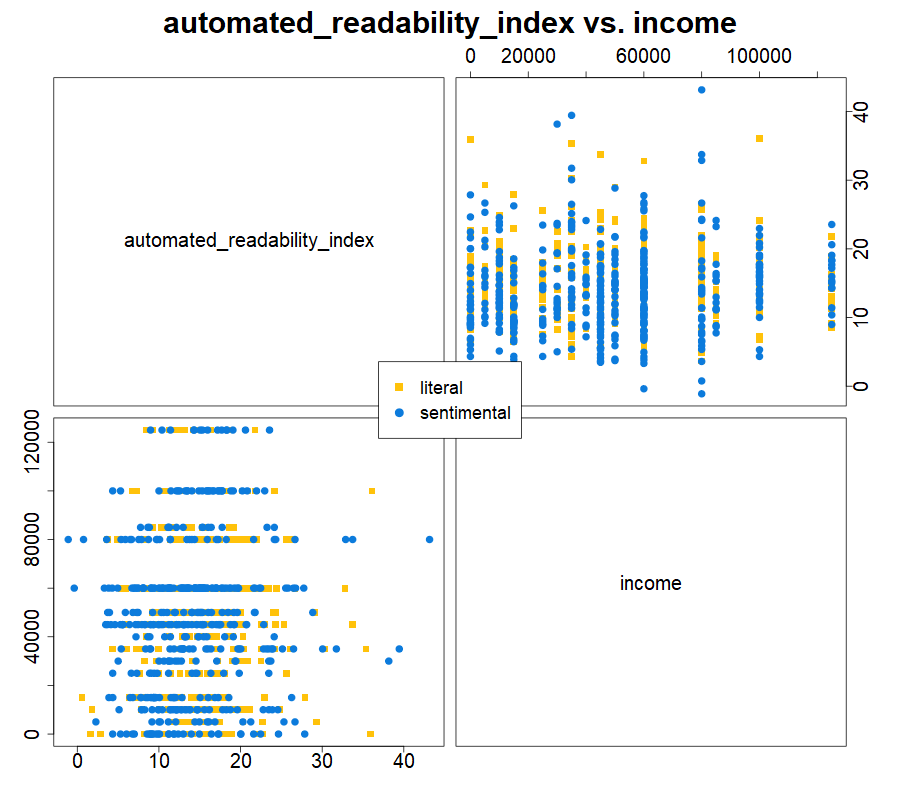 automated_readability_index vs. income
0 20000 60000 100000
automated_readability_index
0 10 20 30 40
literal
sentimental
0 40000 80000 120000
income
0 10 20 30 40